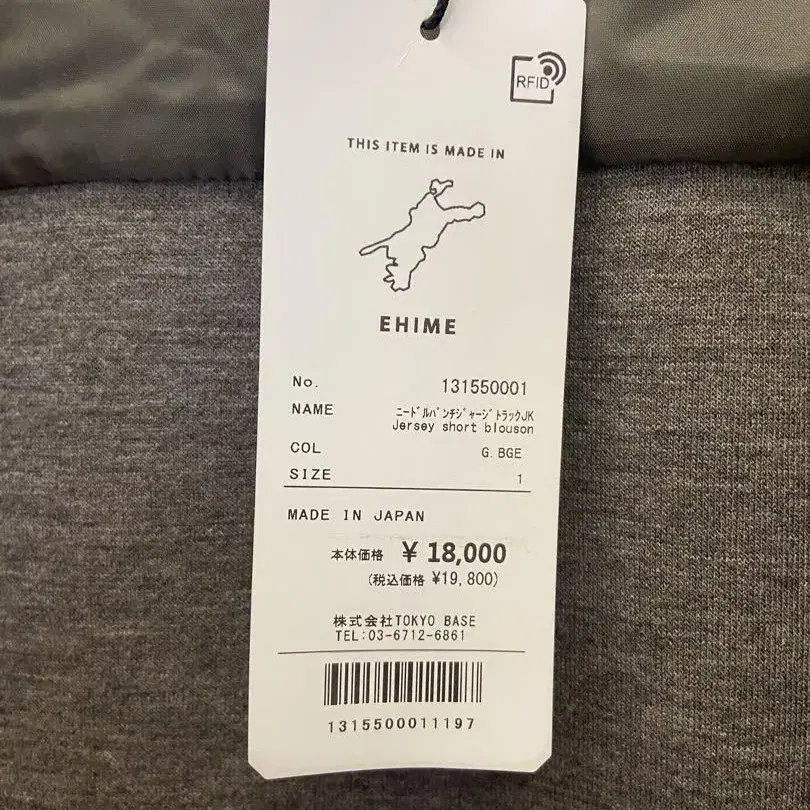 RFID
THIS ITEM IS MADE IN
EHIME
No. 131550001
NAME ﾆｰﾄﾞﾙﾊﾟﾝﾁｼﾞｬｰｼﾞﾄﾗｯｸJK
Jersey short blouson
COL G.BGE
SIZE 1
MADE IN JAPAN
本体価格 ¥ 18,000
(税込価格 ¥19,800)
株式会社TOKYO BASE
TEL:03-6712-6861
1315500011197